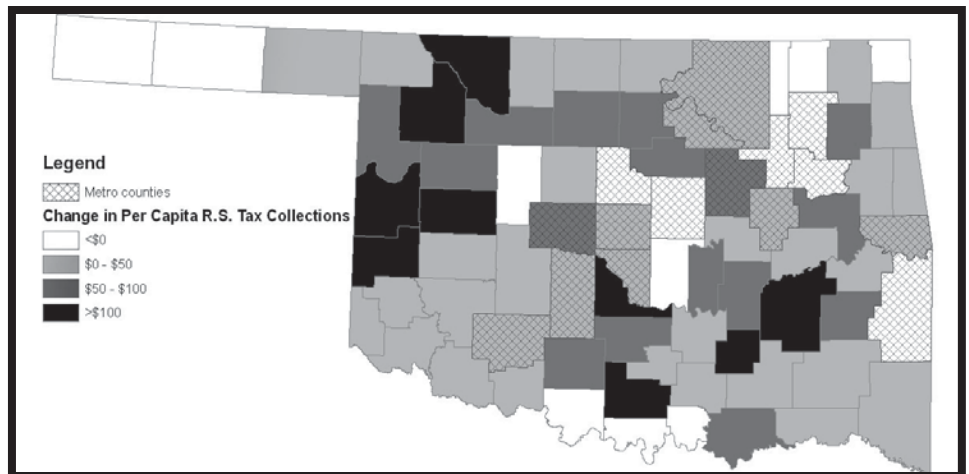 Legend
Metro counties
Change in Per Capita R.S. Tax Collections
<$0
$0 - $50
$50 - $100
>$100